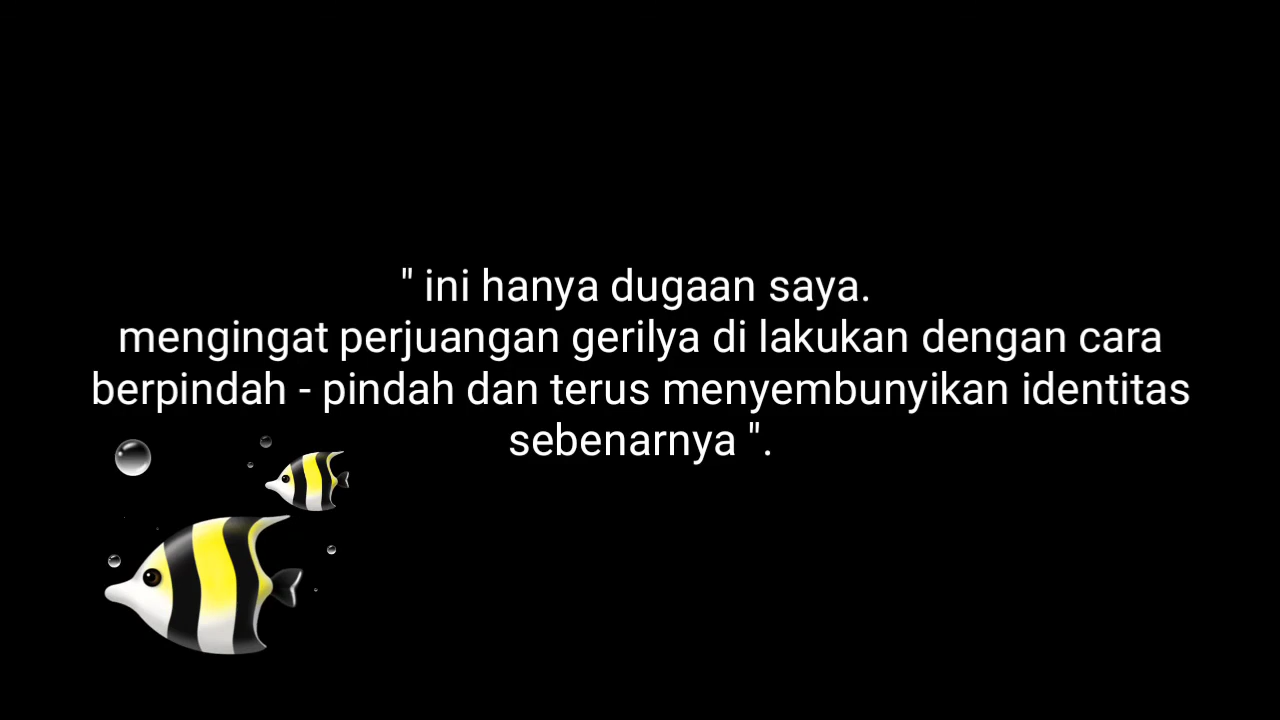 " ini hanya dugaan saya.
mengingat perjuangan gerilya di lakukan dengan cara
berpindah - pindah dan terus menyembunyikan identitas
sebenarnya ".